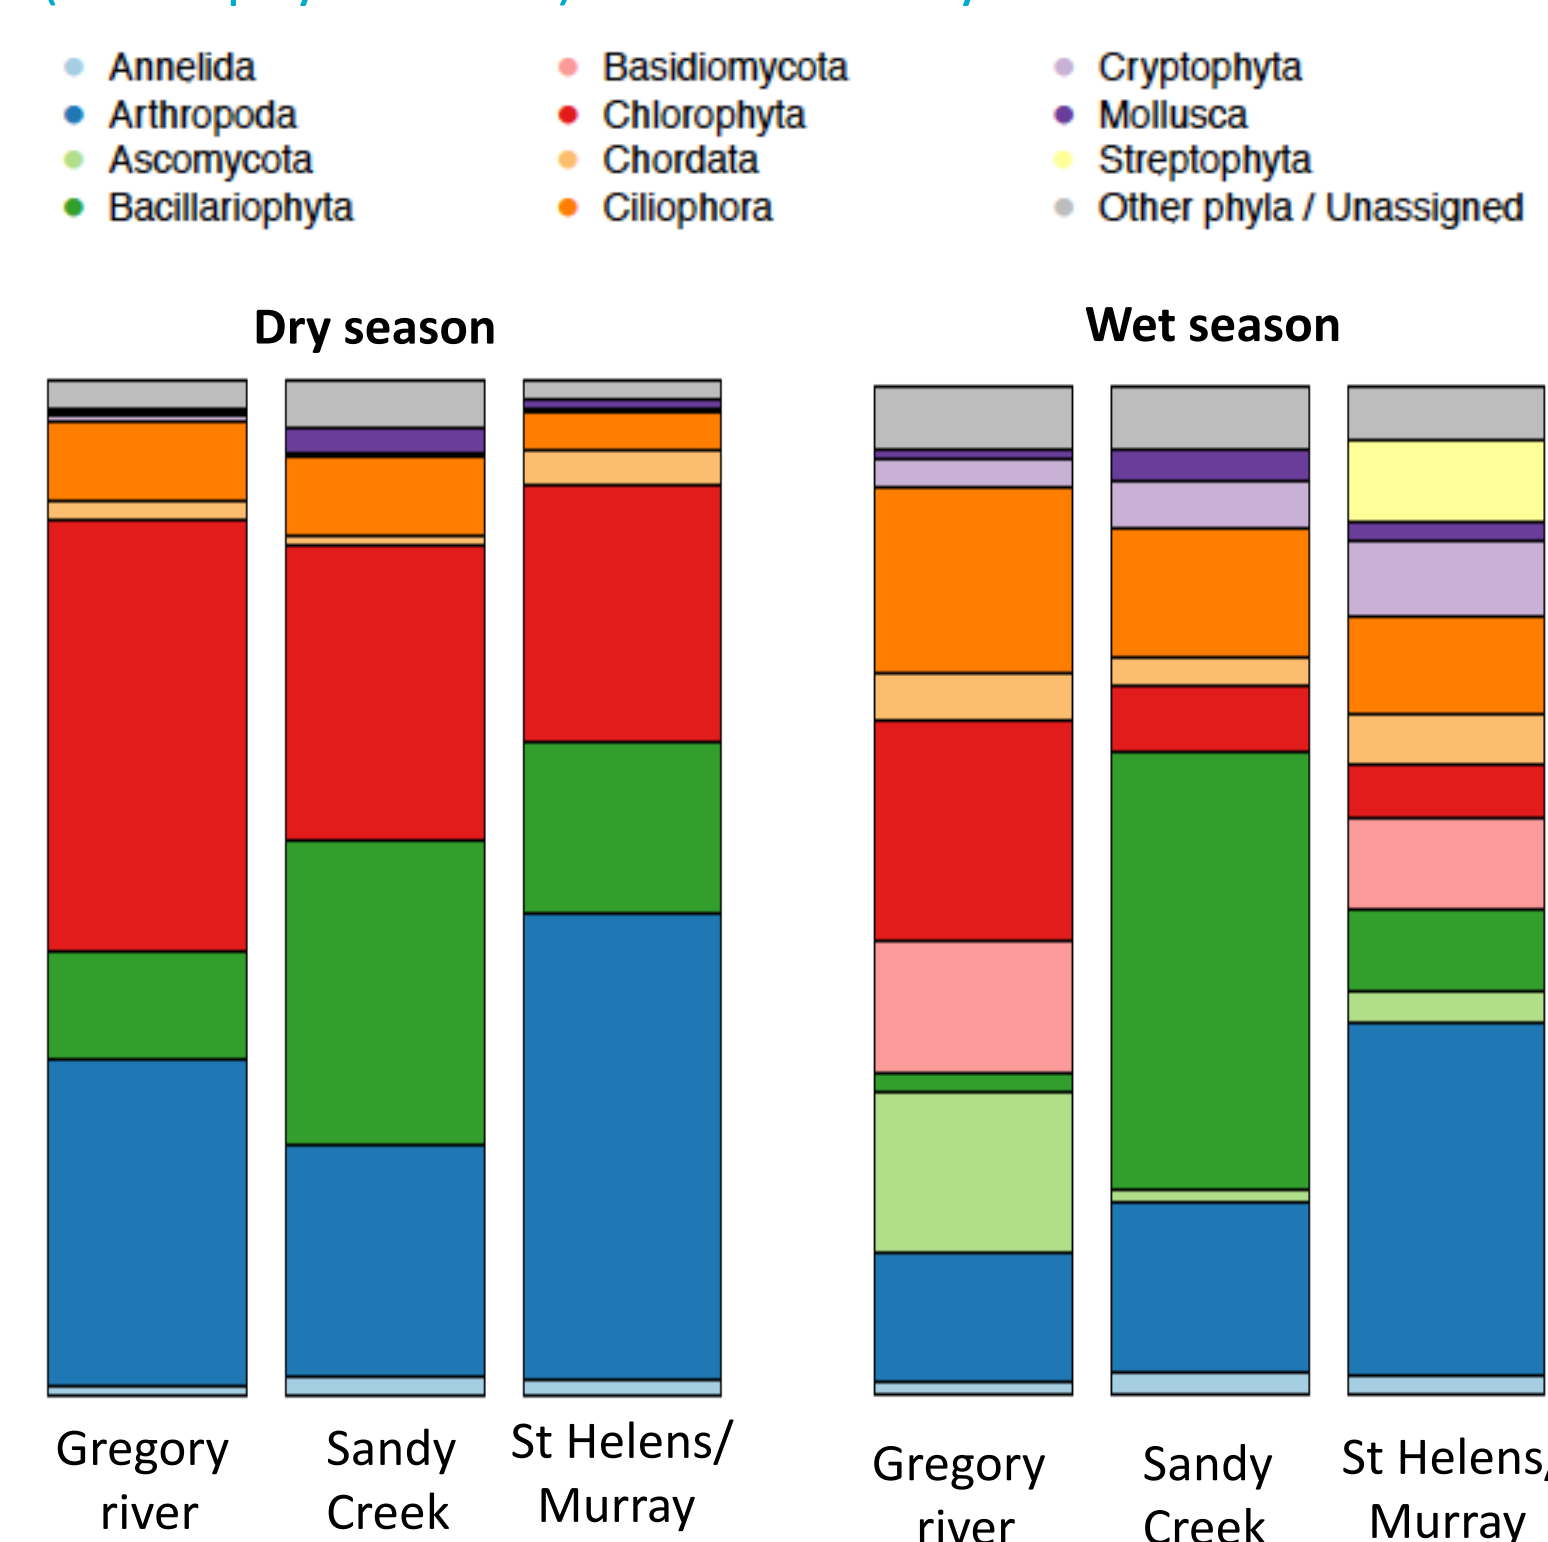 Annelida
Arthropoda
Ascomycota
Bacillariophyta
Basidiomycota
Chlorophyta
Chordata
Ciliophora
Cryptophyta
Mollusca
Streptophyta
Other phyla / Unassigned
Dry season
Wet season
Gregory
river
Sandy
Creek
St Helens/
Murray
Gregory
river
Sandy
Creek
St Helens/
Murray